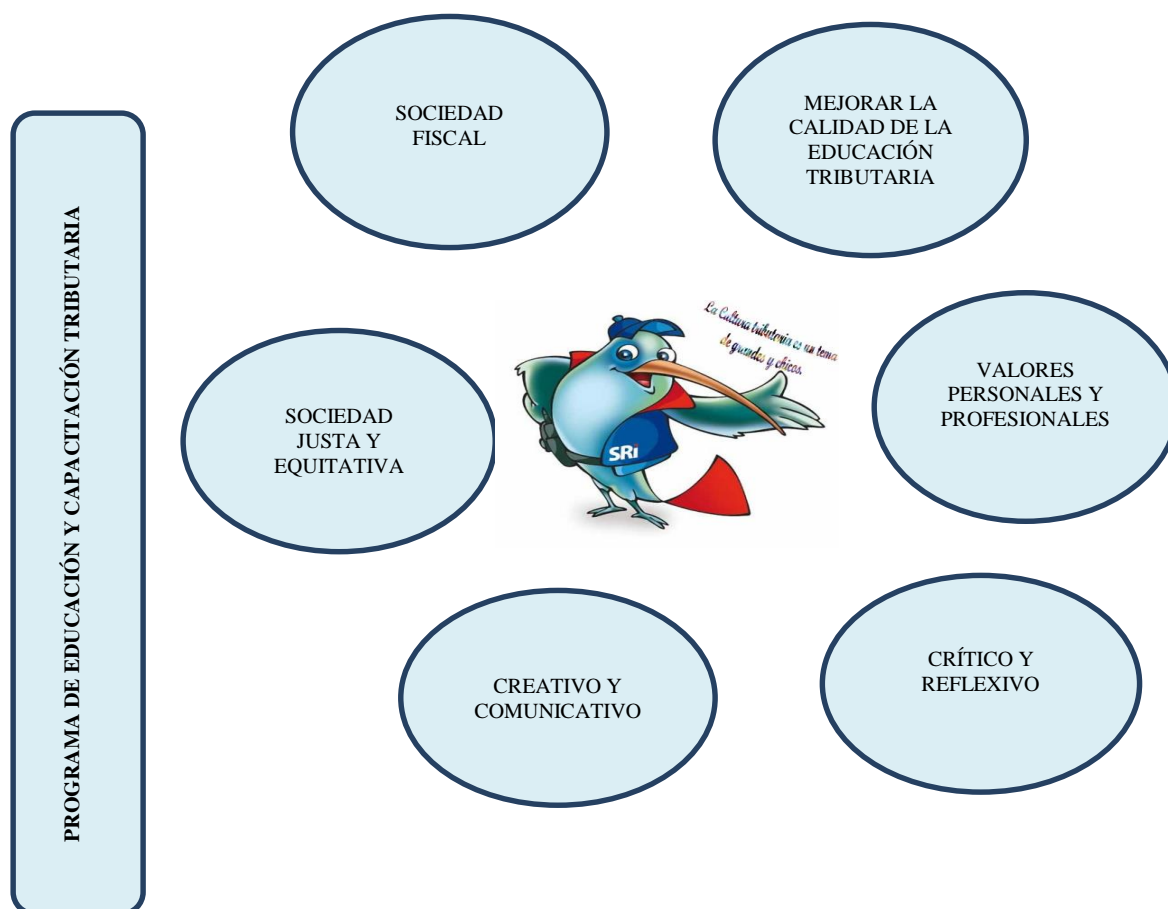 PROGRAMA DE EDUCACIÓN Y CAPACITACIÓN TRIBUTARIA
SOCIEDAD
FISCAL
MEJORAR LA
CALIDAD DE LA
EDUCACIÓN
TRIBUTARIA
La Cultura tributaria es un tema
de grandes y chicos.
SRi
SOCIEDAD
JUSTA Y
EQUITATIVA
VALORES
PERSONALES Y
PROFESIONALES
CREATIVO Y
COMUNICATIVO
CRÍTICO Y
REFLEXIVO